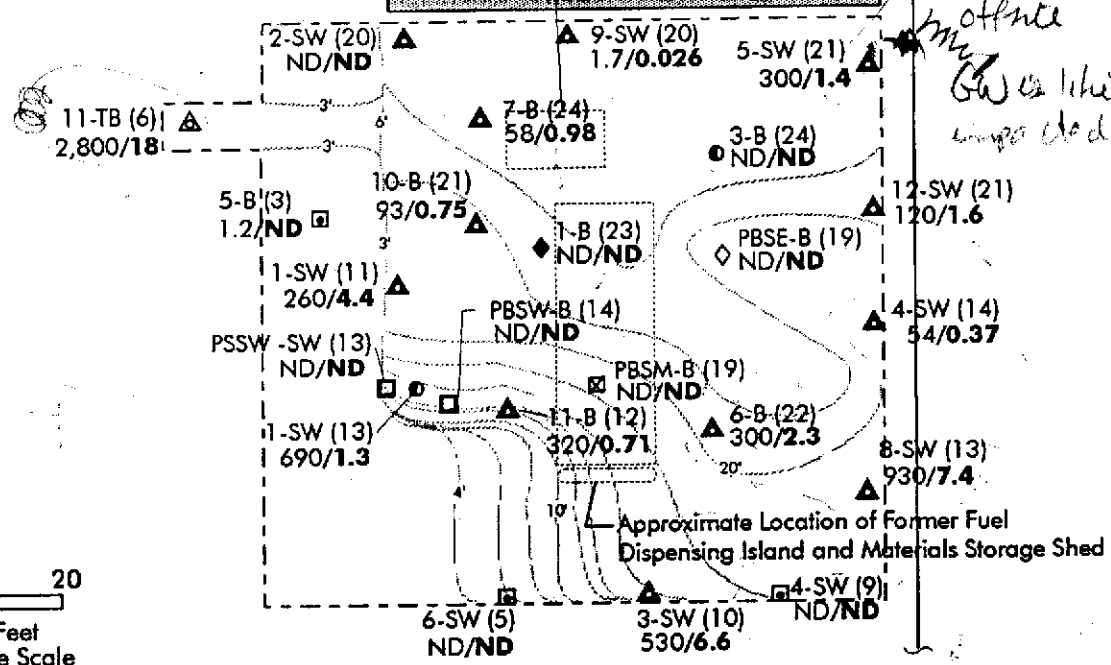 2-SW (20)
ND/ND
9-SW (20)
1.7/0.026
5-SW (21)
300/1.4
offsite
GW is
impacted
11-TB (6)
2,800/18
3'
6'
3'
7-B (24)
58/0.98
3-B (24)
ND/ND
5-B (3)
1.2/ND
10-B (21)
93/0.75
3'
1-B (23)
ND/ND
PBSE-B (19)
ND/ND
12-SW (21)
120/1.6
1-SW (11)
260/4.4
PBSW-B (14)
ND/ND
4-SW (14)
54/0.37
PSSW -SW (13)
ND/ND
PBSM-B (19)
ND/ND
1-SW (13)
690/1.3
11-B (12)
320/0.71
6-B (22)
300/2.3
20'
8-SW (13)
930/7.4
4'
10'
Approximate Location of Former Fuel
Dispensing Island and Materials Storage Shed
20
Feet
Scale
6-SW (5)
ND/ND
3-SW (10)
530/6.6
4-SW (9)
ND/ND